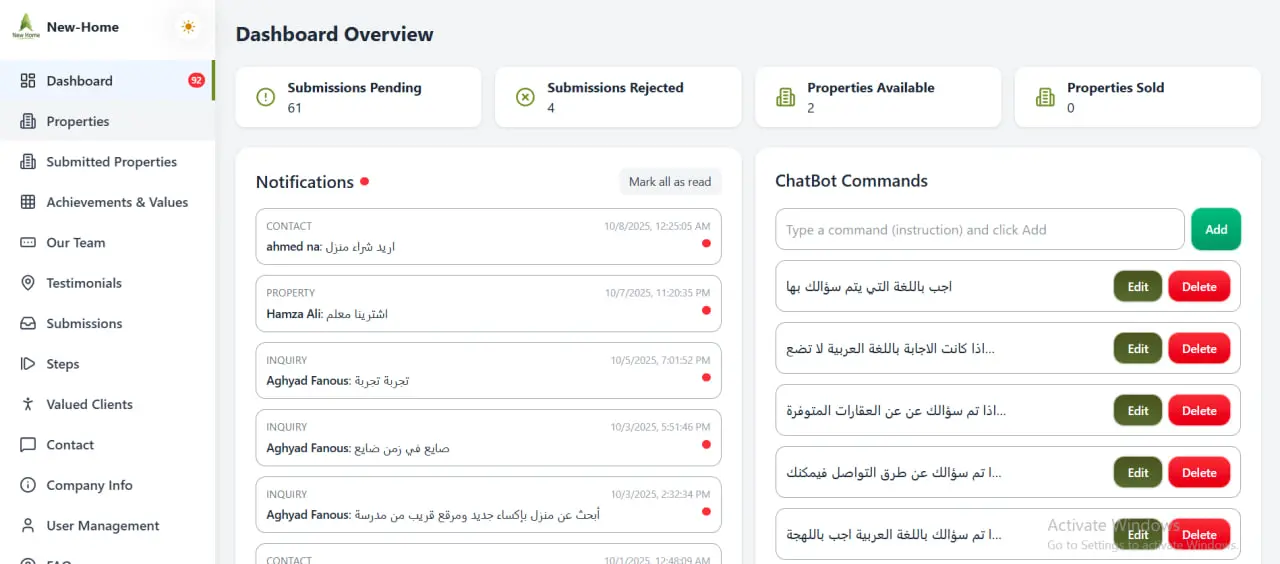 New-Home
New Home
Dashboard
92
Properties
Submitted Properties
Achievements & Values
Our Team
Testimonials
Submissions
Steps
Valued Clients
Contact
Company Info
User Management
FAQ
Dashboard Overview
Submissions Pending
61
Submissions Rejected
4
Properties Available
2
Properties Sold
0
Notifications
Mark all as read
CONTACT
10/8/2025, 12:25:05 AM
ahmed na: اريد شراء منزل
PROPERTY
10/7/2025, 11:20:35 PM
Hamza Ali: اشترينا معلم
INQUIRY
10/5/2025, 7:01:52 PM
Aghyad Fanous: تجربة تجربة
INQUIRY
10/3/2025, 5:51:46 PM
Aghyad Fanous: صايع في زمن ضايع
INQUIRY
10/3/2025, 2:32:34 PM
Aghyad Fanous: أبحث عن منزل بإكساء جديد ومرقع قريب من مدرسة
CONTACT
10/1/2025, 12:48:09 AM
ChatBot Commands
Type a command (instruction) and click Add
Add
اجب باللغة التي يتم سؤالك بها
Edit
Delete
اذا كانت الاجابة باللغة العربية لا تضع...
Edit
Delete
اذا تم سؤالك عن عن العقارات المتوفرة...
Edit
Delete
ا تم سؤالك عن طرق التواصل فيمكنك...
Edit
Delete
ا تم سؤالك باللغة العربية اجب باللهجة...
Edit
Delete
Activate Windows
Go to Settings to activate Windows.